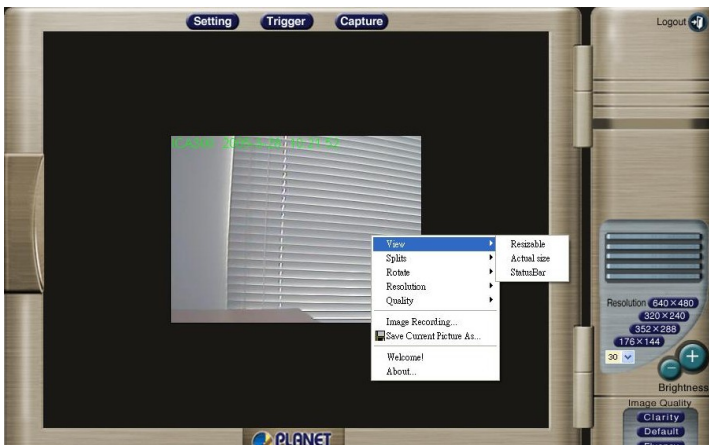 Setting Trigger Capture
Logout
View
Splits
Rotate
Resolution
Quality
Image Recording...
Save Current Picture As...
Welcome!
About...
Resizable
Actual size
StatusBar
Resolution 640×480
320×240
352×288
176×144
30
Brightness
Image Quality
Clarity
Default
PLANET